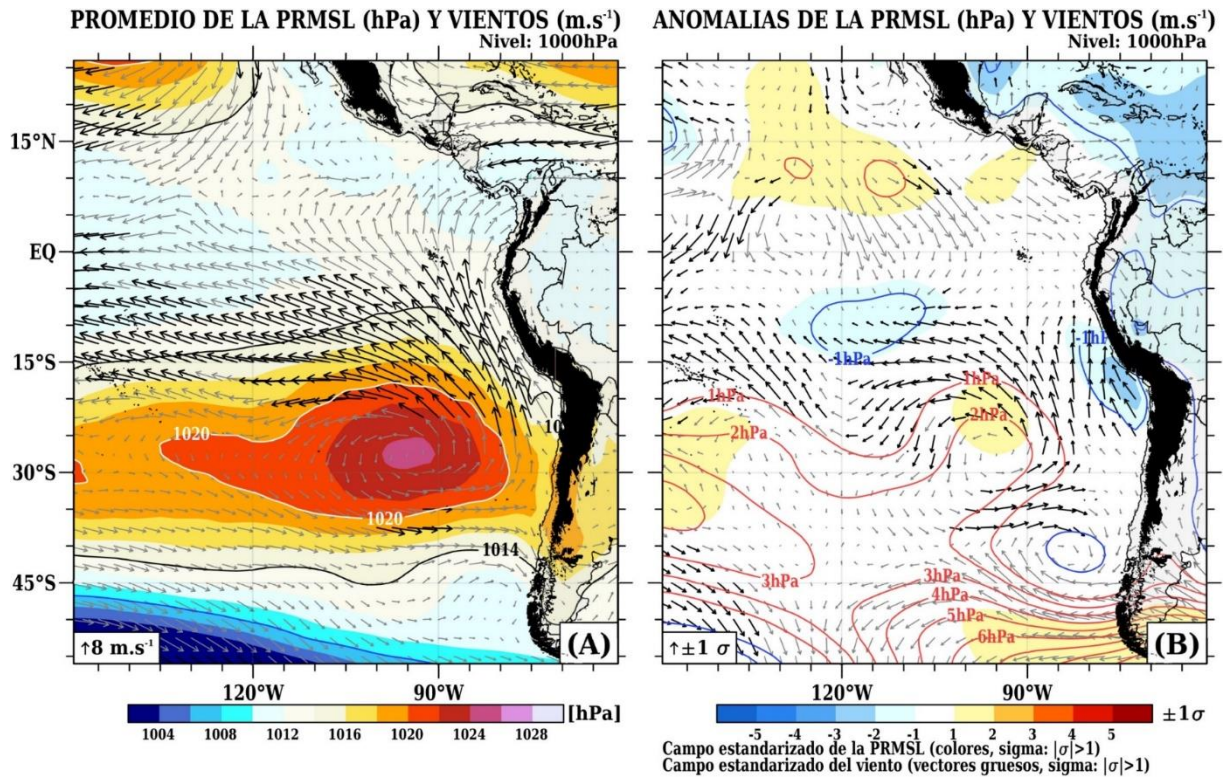 PROMEDIO DE LA PRMSL (hPa) Y VIENTOS (m.s⁻¹)
Nivel: 1000hPa
15°N
EQ
15°S
30°S
45°S
1020
1020
1014
10
↑8 m.s⁻¹
(A)
120°W
90°W
1004
1008
1012
1016
1020
1024
1028
[hPa]
ANOMALIAS DE LA PRMSL (hPa) Y VIENTOS (m.s⁻¹)
Nivel: 1000hPa
-1hPa
-1hPa
1hPa
2hPa
1hPa
2hPa
3hPa
3hPa
4hPa
5hPa
6hPa
↑±1 σ
(B)
120°W
90°W
-5
-4
-3
-2
-1
1
2
3
4
5
±1σ
Campo estandarizado de la PRMSL (colores, sigma: |σ|>1)
Campo estandarizado del viento (vectores gruesos, sigma: |σ|>1)